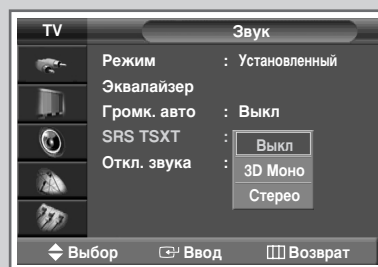 TV Звук
Режим : Установленный
Эквалайзер
Громк. авто : Выкл
SRS TSXT : Выкл
Откл. звука : 3D Моно
Стерео
Выбор Ввод Возврат